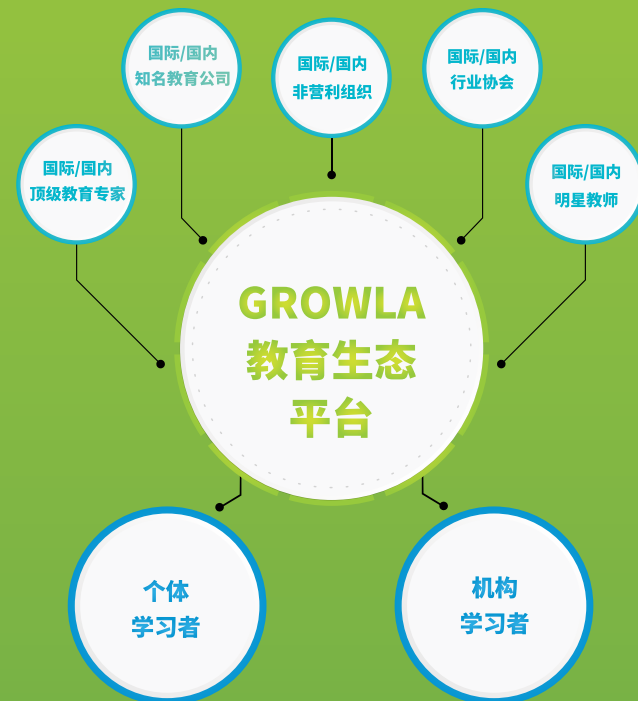 国际/国内
知名教育公司
国际/国内
非营利组织
国际/国内
行业协会
国际/国内
顶级教育专家
国际/国内
明星教师
GROWLA
教育生态
平台
个体
学习者
机构
学习者